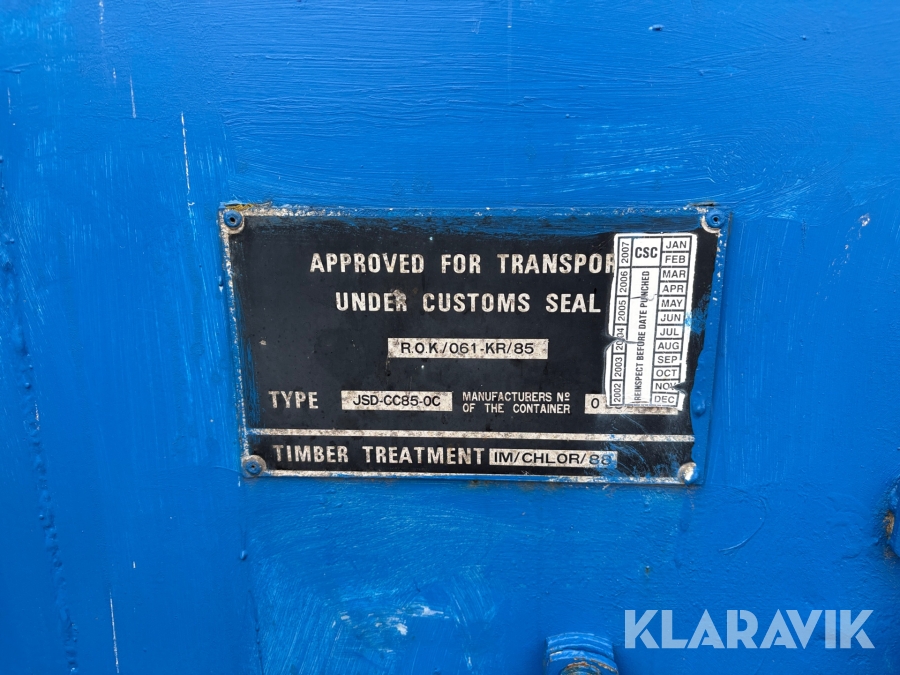 APPROVED FOR TRANSPOR
UNDER CUSTOMS SEAL
R.O.K./061-KR/85
TYPE JSD-CC85-0C MANUFACTURERS Nº
OF THE CONTAINER 0
TIMBER TREATMENT IM/CHLOR/88
2002 2003 2004 2005 2006 2007
REINSPECT BEFORE DATE PUNCHED
CSC
JAN
FEB
MAR
APR
MAY
JUN
JUL
AUG
SEP
OCT
NOV
DEC
KLARAVIK